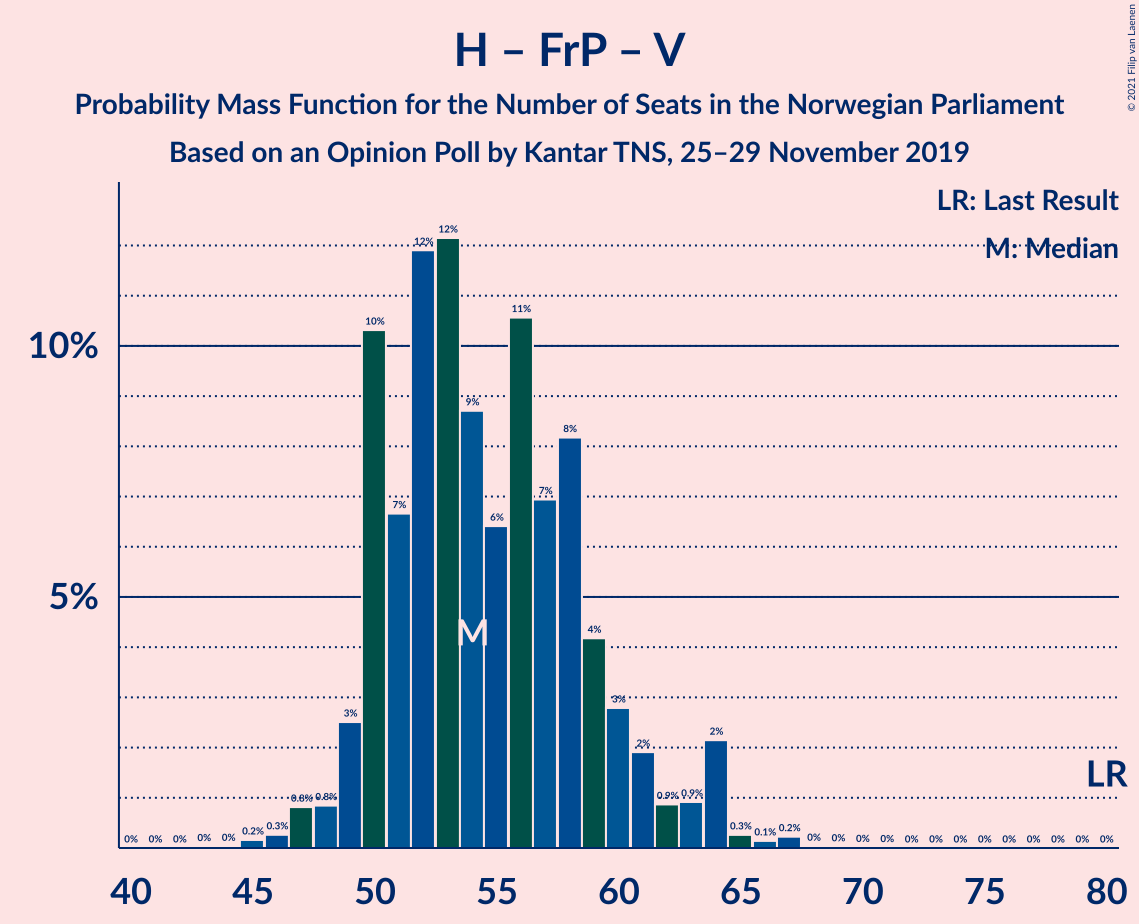 H – FrP – V
Probability Mass Function for the Number of Seats in the Norwegian Parliament
Based on an Opinion Poll by Kantar TNS, 25–29 November 2019
© 2021 Filip van Laenen
LR: Last Result
M: Median
10%
5%
0% 0% 0% 0% 0% 0.2% 0.3% 0.8% 0.8% 3% 10% 7% 12% 12% 9% 6% 11% 7% 8% 4% 3% 2% 0.9% 0.9% 2% 0.3% 0.1% 0.2% 0% 0% 0% 0% 0% 0% 0% 0% 0% 0% 0% 0% 0%
M
LR
40 45 50 55 60 65 70 75 80